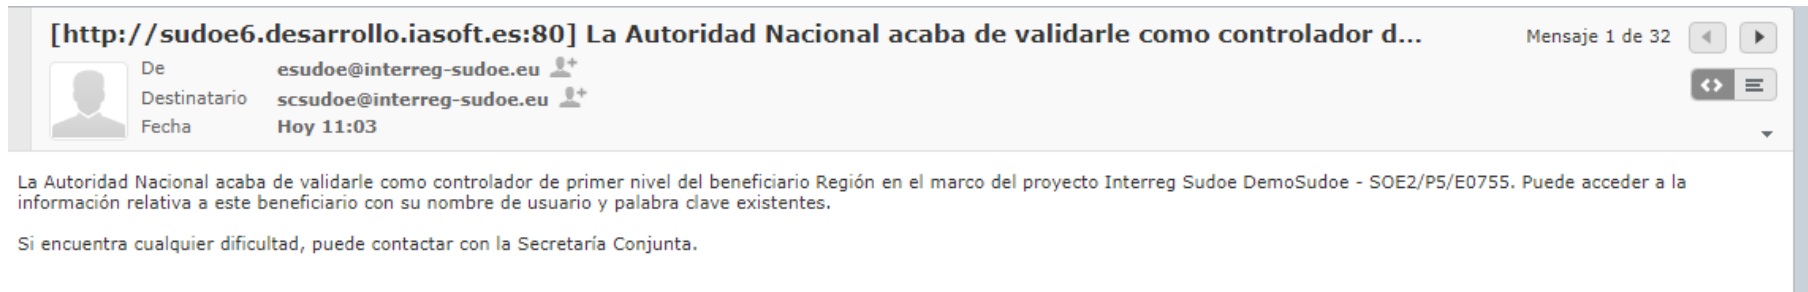 [http://sudoe6.desarrollo.iasoft.es:80] La Autoridad Nacional acaba de validarle como controlador d...
Mensaje 1 de 32
De esudoe@interreg-sudoe.eu
Destinatario scsudoe@interreg-sudoe.eu
Fecha Hoy 11:03
La Autoridad Nacional acaba de validarle como controlador de primer nivel del beneficiario Región en el marco del proyecto Interreg Sudoe DemoSudoe - SOE2/P5/E0755. Puede acceder a la
información relativa a este beneficiario con su nombre de usuario y palabra clave existentes.
Si encuentra cualquier dificultad, puede contactar con la Secretaría Conjunta.